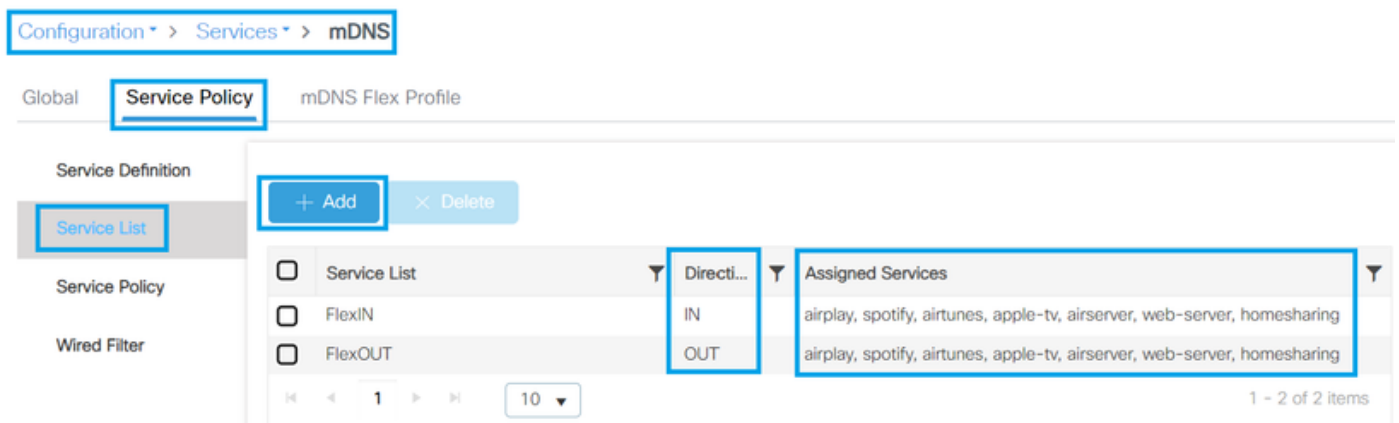 Configuration > Services > mDNS
Global Service Policy mDNS Flex Profile
Service Definition
Service List
Service Policy
Wired Filter
+ Add × Delete
Service List Directi... Assigned Services
FlexIN IN airplay, spotify, airtunes, apple-tv, airserver, web-server, homesharing
FlexOUT OUT airplay, spotify, airtunes, apple-tv, airserver, web-server, homesharing
1 10 1 - 2 of 2 items